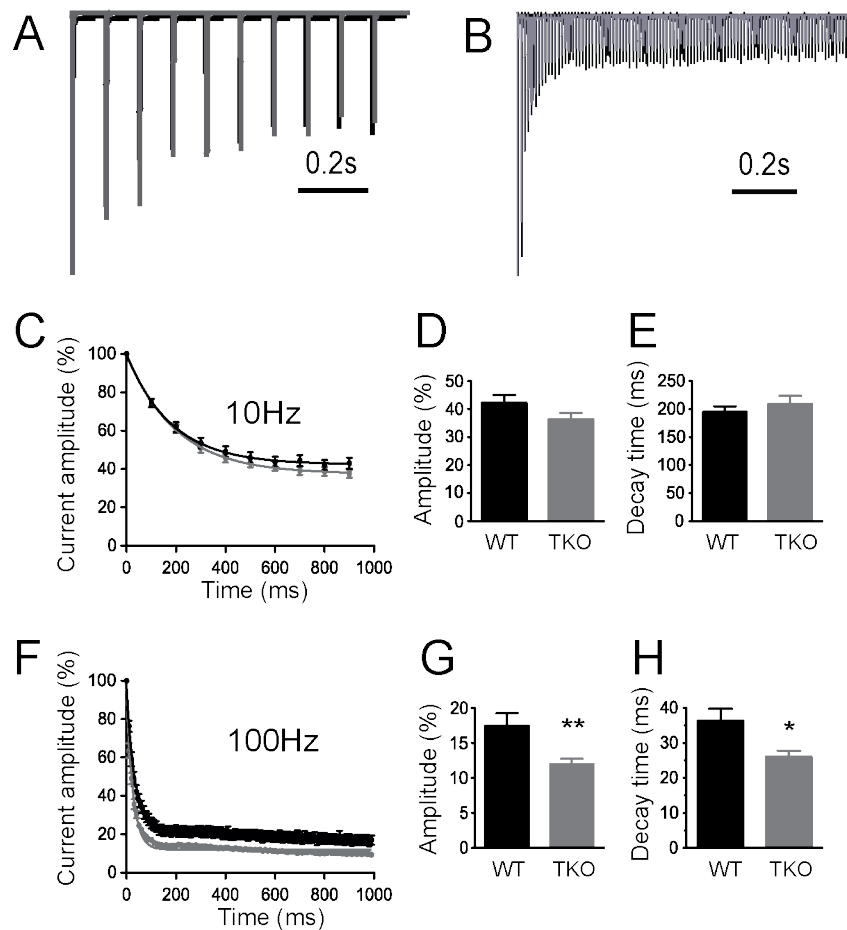 A
0.2s
B
0.2s
C
Current amplitude (%)
100
80
60
40
20
0
10Hz
0 200 400 600 800 1000
Time (ms)
D
Amplitude (%)
50
40
30
20
10
0
WT TKO
E
Decay time (ms)
250
200
150
100
50
0
WT TKO
F
Current amplitude (%)
100
80
60
40
20
0
100Hz
0 200 400 600 800 1000
Time (ms)
G
Amplitude (%)
20
15
10
5
0
**
WT TKO
H
Decay time (ms)
40
30
20
10
0
*
WT TKO